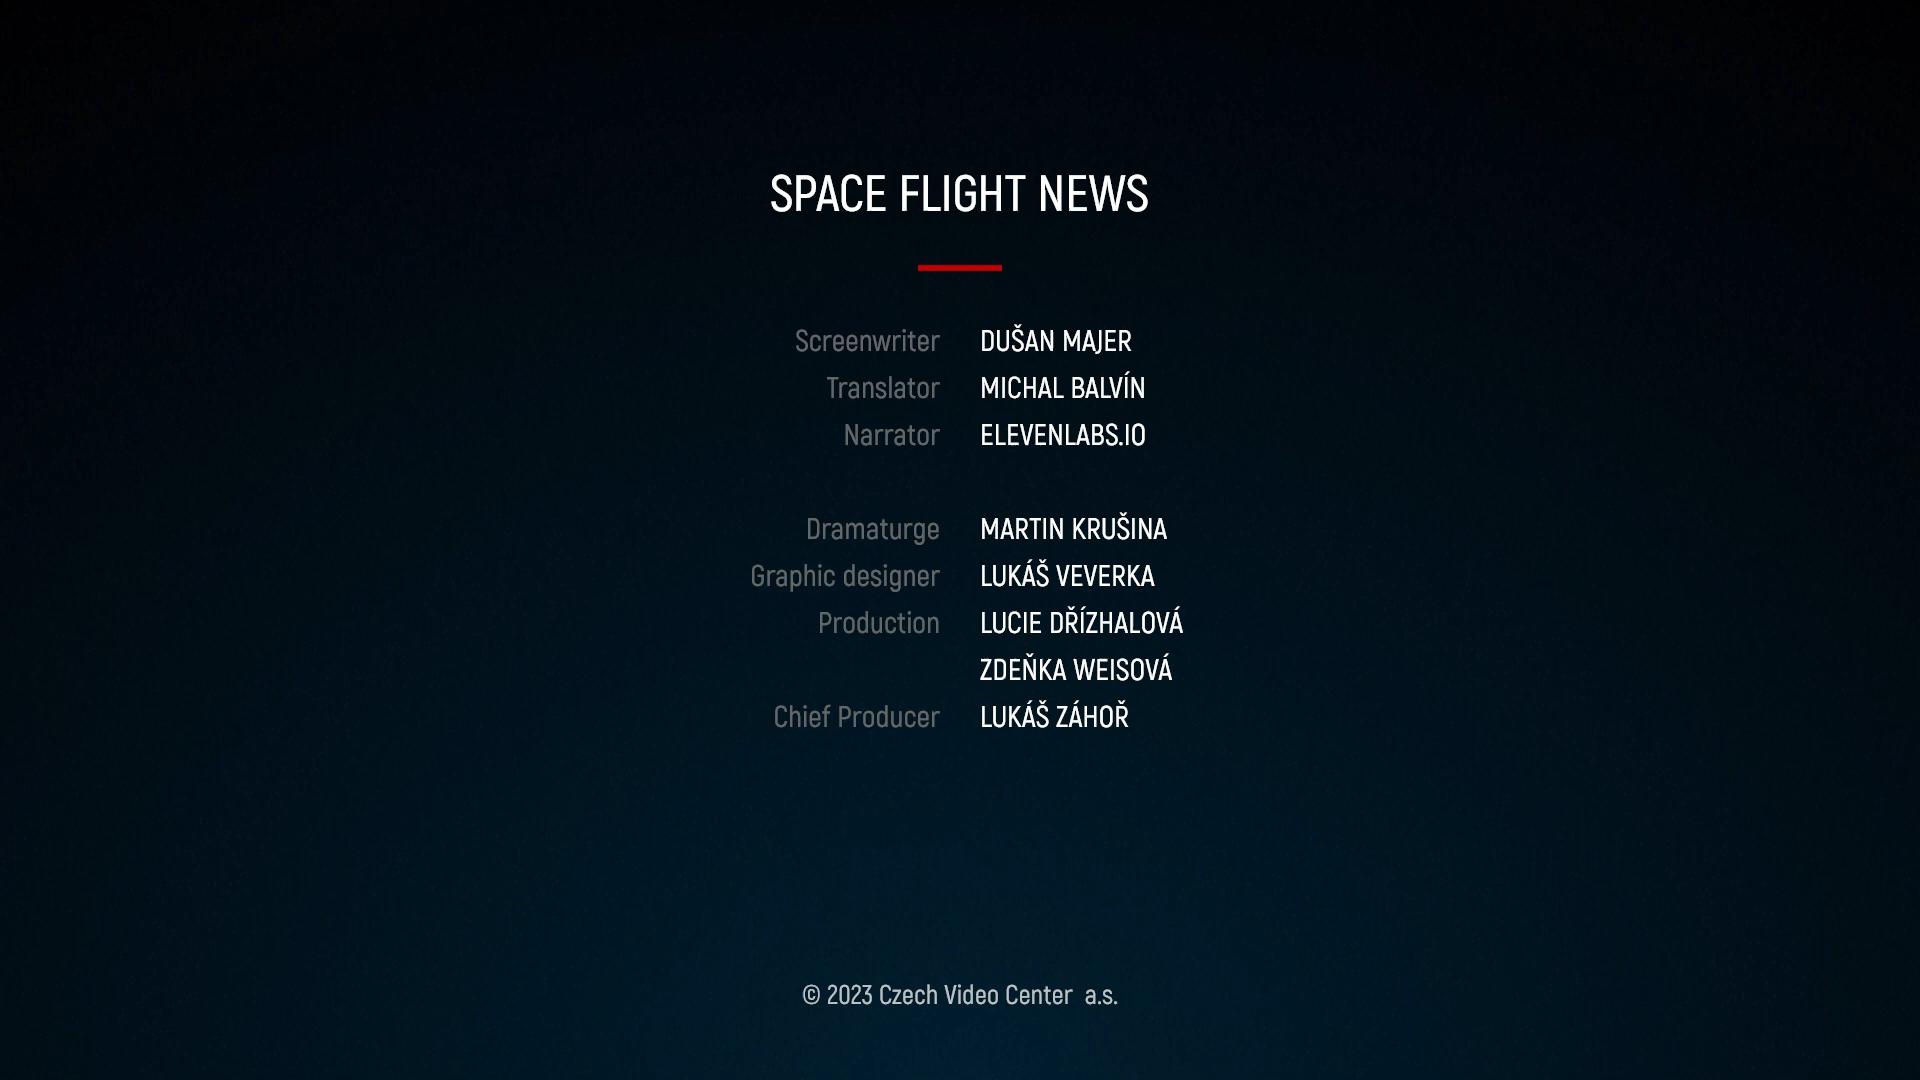 SPACE FLIGHT NEWS
Screenwriter DUŠAN MAJER
Translator MICHAL BALVÍN
Narrator ELEVENLABS.IO
Dramaturge MARTIN KRUŠINA
Graphic designer LUKÁŠ VEVERKA
Production LUCIE DŘÍZHALOVÁ
ZDEŇKA WEISOVÁ
Chief Producer LUKÁŠ ZÁHOŘ
© 2023 Czech Video Center a.s.